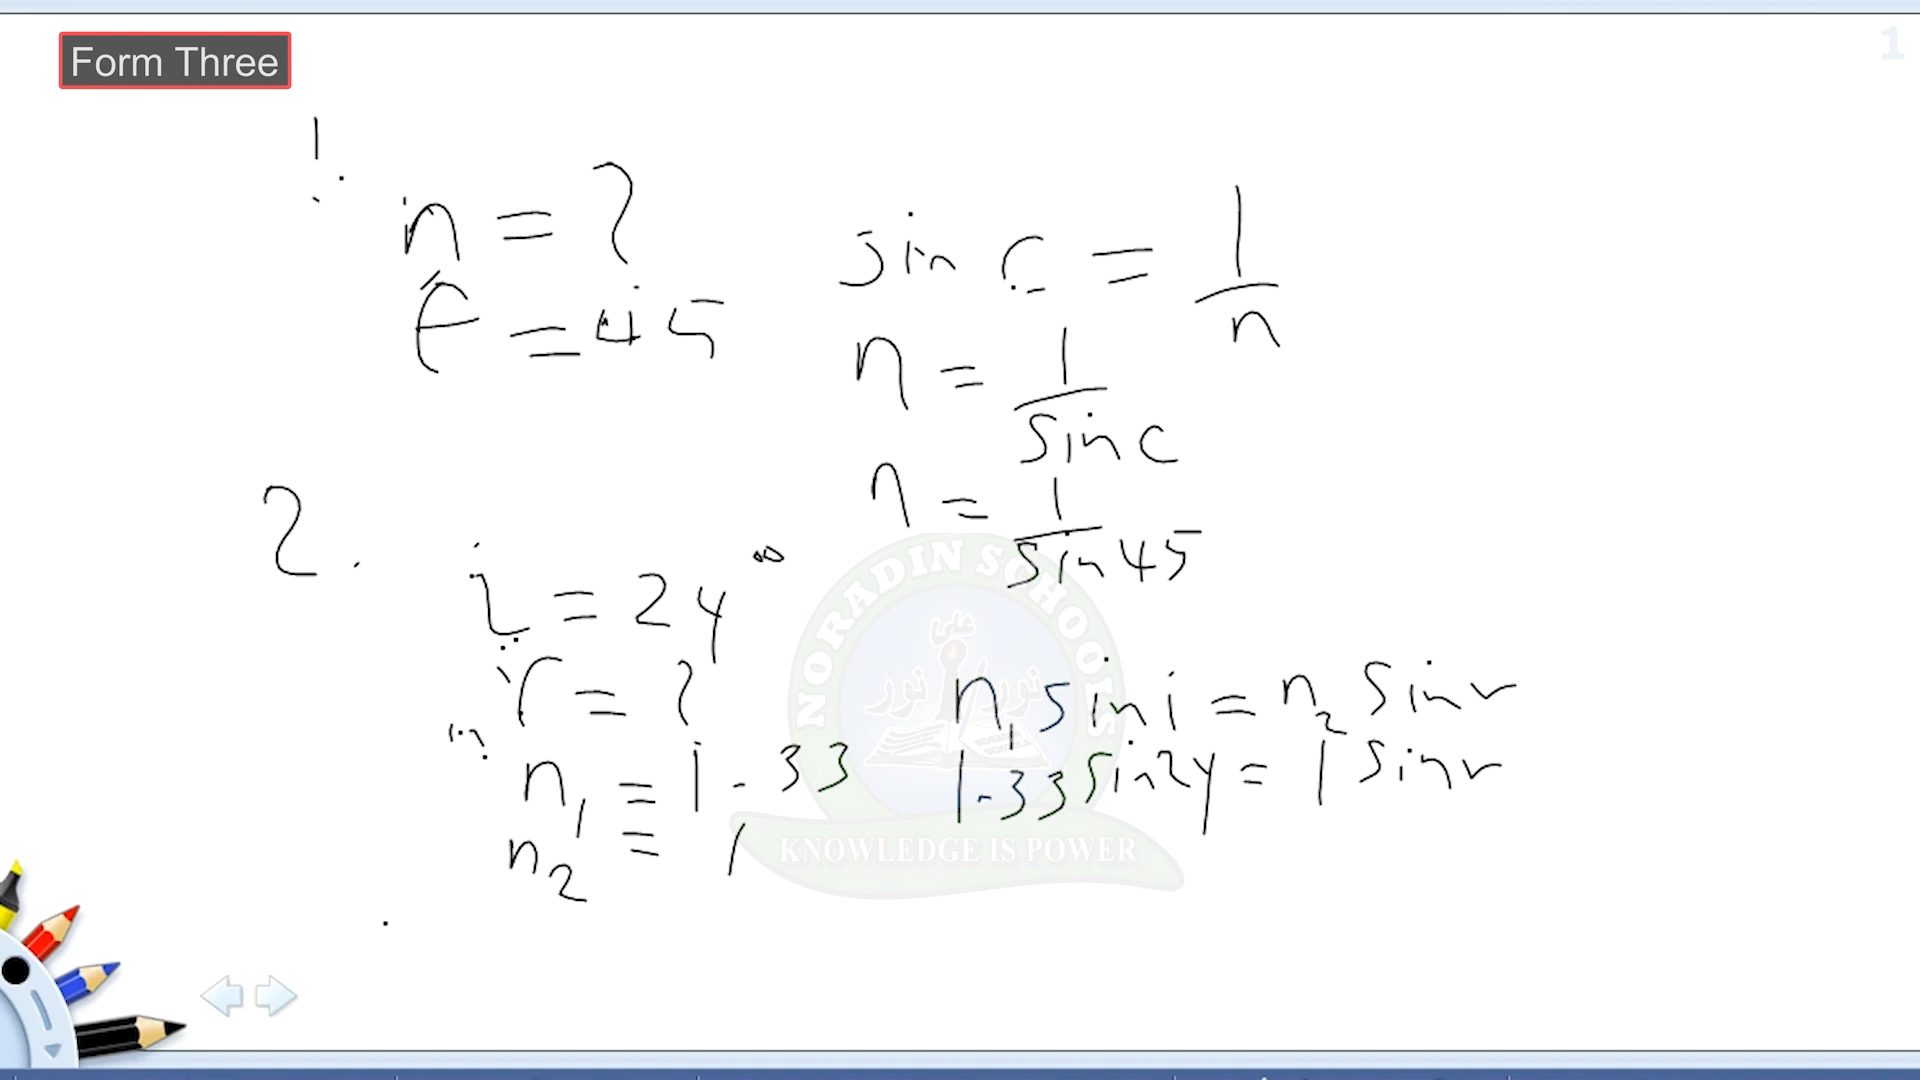 Form Three
1
1.
n = ?
c = 45
sin c = 1/n
n = 1/sin c
n = 1/sin 45
2.
i = 24°
r = ?
n₁ = 1.33
n₂ = 1
n₁ sin i = n₂ sin r
1.33 sin 24 = 1 sin r
NORADIN SCHOOLS
KNOWLEDGE IS POWER